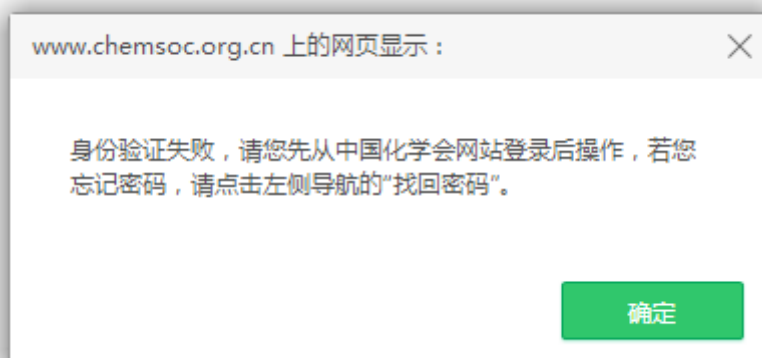 www.chemsoc.org.cn 上的网页显示：
身份验证失败，请您先从中国化学会网站登录后操作，若您
忘记密码，请点击左侧导航的“找回密码”。
确定